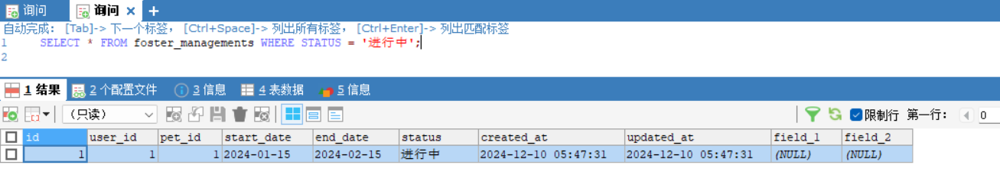 询问 询问 × +
自动完成: [Tab]-> 下一个标签, [Ctrl+Space]-> 列出所有标签, [Ctrl+Enter]-> 列出匹配标签
1 SELECT * FROM foster_managements WHERE STATUS = '进行中';
2
1 结果 2 个配置文件 3 信息 4 表数据 5 信息
(只读) 限制行 第一行: 0
id user_id pet_id start_date end_date status created_at updated_at field_1 field_2
1 1 1 2024-01-15 2024-02-15 进行中 2024-12-10 05:47:31 2024-12-10 05:47:31 (NULL) (NULL)